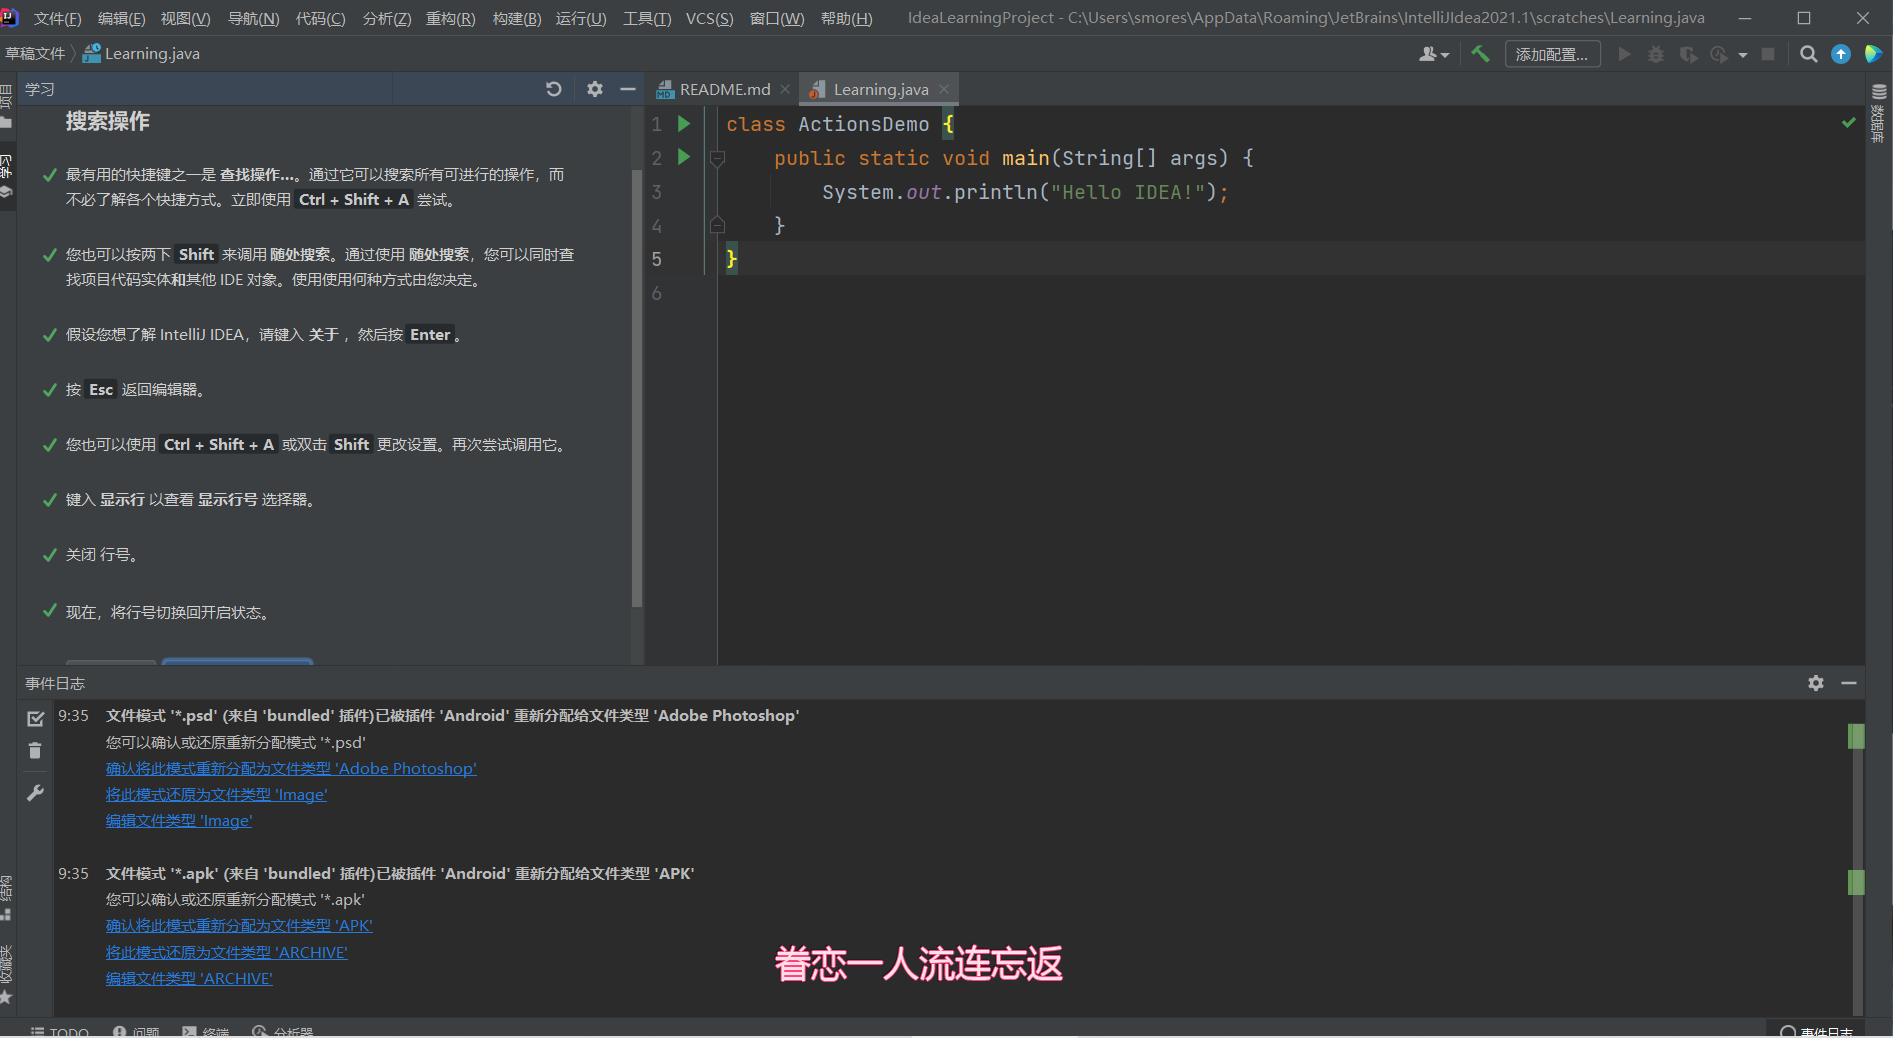 文件(F) 编辑(E) 视图(V) 导航(N) 代码(C) 分析(Z) 重构(R) 构建(B) 运行(U) 工具(T) VCS(S) 窗口(W) 帮助(H) IdeaLearningProject - C:\Users\smores\AppData\Roaming\JetBrains\IntelliJIdea2021.1\scratches\Learning.java
草稿文件 Learning.java
添加配置...
项目
学习
README.md
Learning.java
数据库
学习
搜索操作
最有用的快捷键之一是 查找操作...。通过它可以搜索所有可进行的操作，而
不必了解各个快捷方式。立即使用 Ctrl + Shift + A 尝试。
您也可以按两下 Shift 来调用 随处搜索。通过使用 随处搜索，您可以同时查
找项目代码实体和其他 IDE 对象。使用使用何种方式由您决定。
假设您想了解 IntelliJ IDEA，请键入 关于 ，然后按 Enter 。
按 Esc 返回编辑器。
您也可以使用 Ctrl + Shift + A 或双击 Shift 更改设置。再次尝试调用它。
键入 显示行 以查看 显示行号 选择器。
关闭 行号。
现在，将行号切换回开启状态。
1 class ActionsDemo {
2 public static void main(String[] args) {
3 System.out.println("Hello IDEA!");
4 }
5 }
6
事件日志
9:35 文件模式 '*.psd' (来自 'bundled' 插件)已被插件 'Android' 重新分配给文件类型 'Adobe Photoshop'
您可以确认或还原重新分配模式 '*.psd'
确认将此模式重新分配为文件类型 'Adobe Photoshop'
将此模式还原为文件类型 'Image'
编辑文件类型 'Image'
9:35 文件模式 '*.apk' (来自 'bundled' 插件)已被插件 'Android' 重新分配给文件类型 'APK'
您可以确认或还原重新分配模式 '*.apk'
确认将此模式重新分配为文件类型 'APK'
将此模式还原为文件类型 'ARCHIVE'
编辑文件类型 'ARCHIVE'
结构
收藏夹
眷恋一人流连忘返
TODO 问题 终端 分析器 事件日志